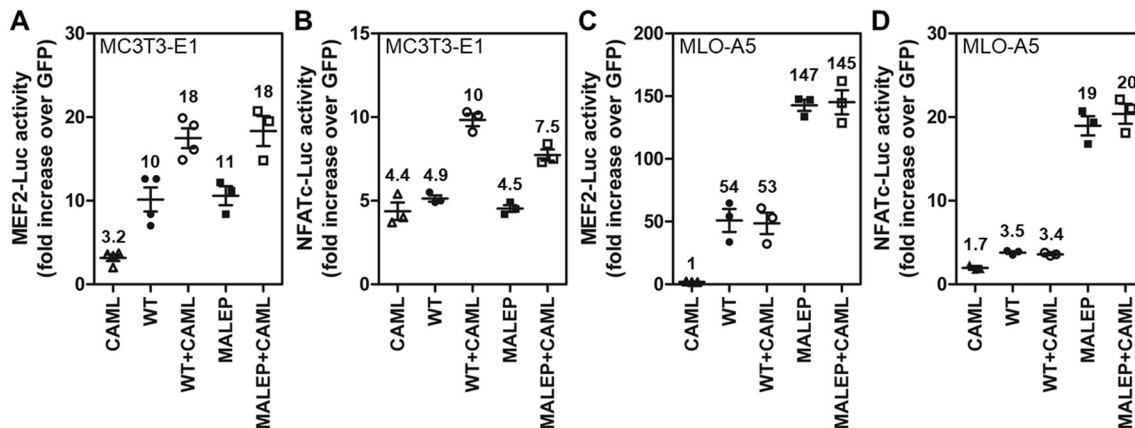 A
MEF2-Luc activity
(fold increase over GFP)
30
20
10
0
MC3T3-E1
3.2
10
18
11
18
CAML
WT
WT+CAML
MALEP
MALEP+CAML
B
NFATc-Luc activity
(fold increase over GFP)
15
10
5
0
MC3T3-E1
4.4
4.9
10
4.5
7.5
CAML
WT
WT+CAML
MALEP
MALEP+CAML
C
MEF2-Luc activity
(fold increase over GFP)
200
150
100
50
0
MLO-A5
1
54
53
147
145
CAML
WT
WT+CAML
MALEP
MALEP+CAML
D
NFATc-Luc activity
(fold increase over GFP)
30
20
10
0
MLO-A5
1.7
3.5
3.4
19
20
CAML
WT
WT+CAML
MALEP
MALEP+CAML